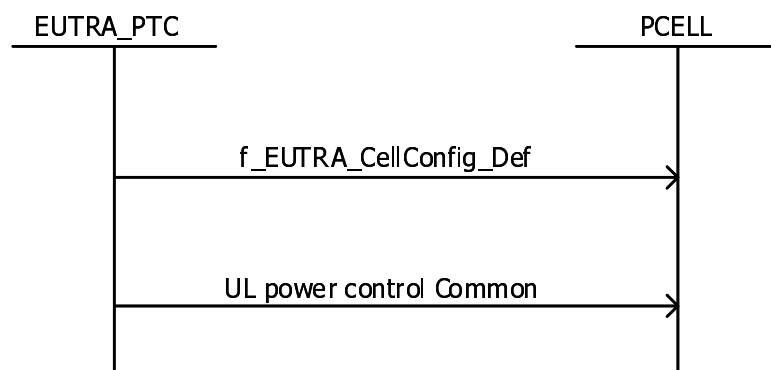 EUTRA_PTC
PCELL
f_EUTRA_CellConfig_Def
UL power control Common